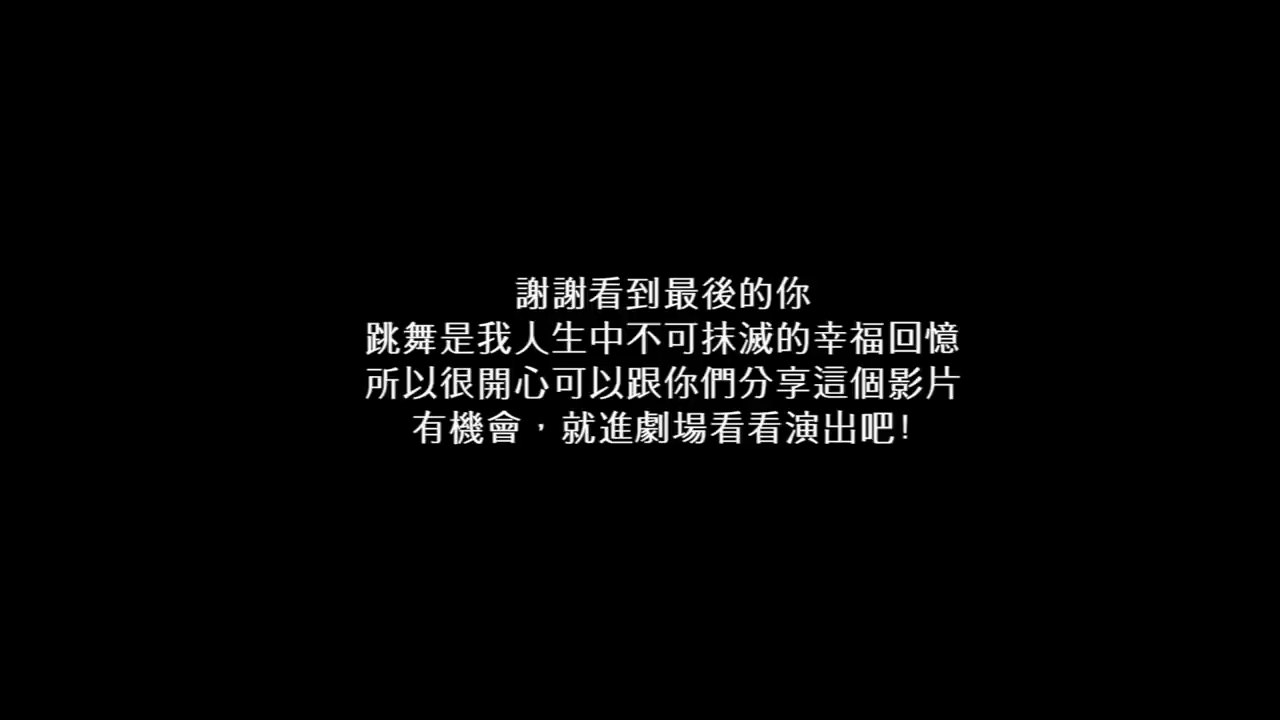 謝謝看到最後的你
跳舞是我人生中不可抹滅的幸福回憶
所以很開心可以跟你們分享這個影片
有機會，就進劇場看看演出吧!